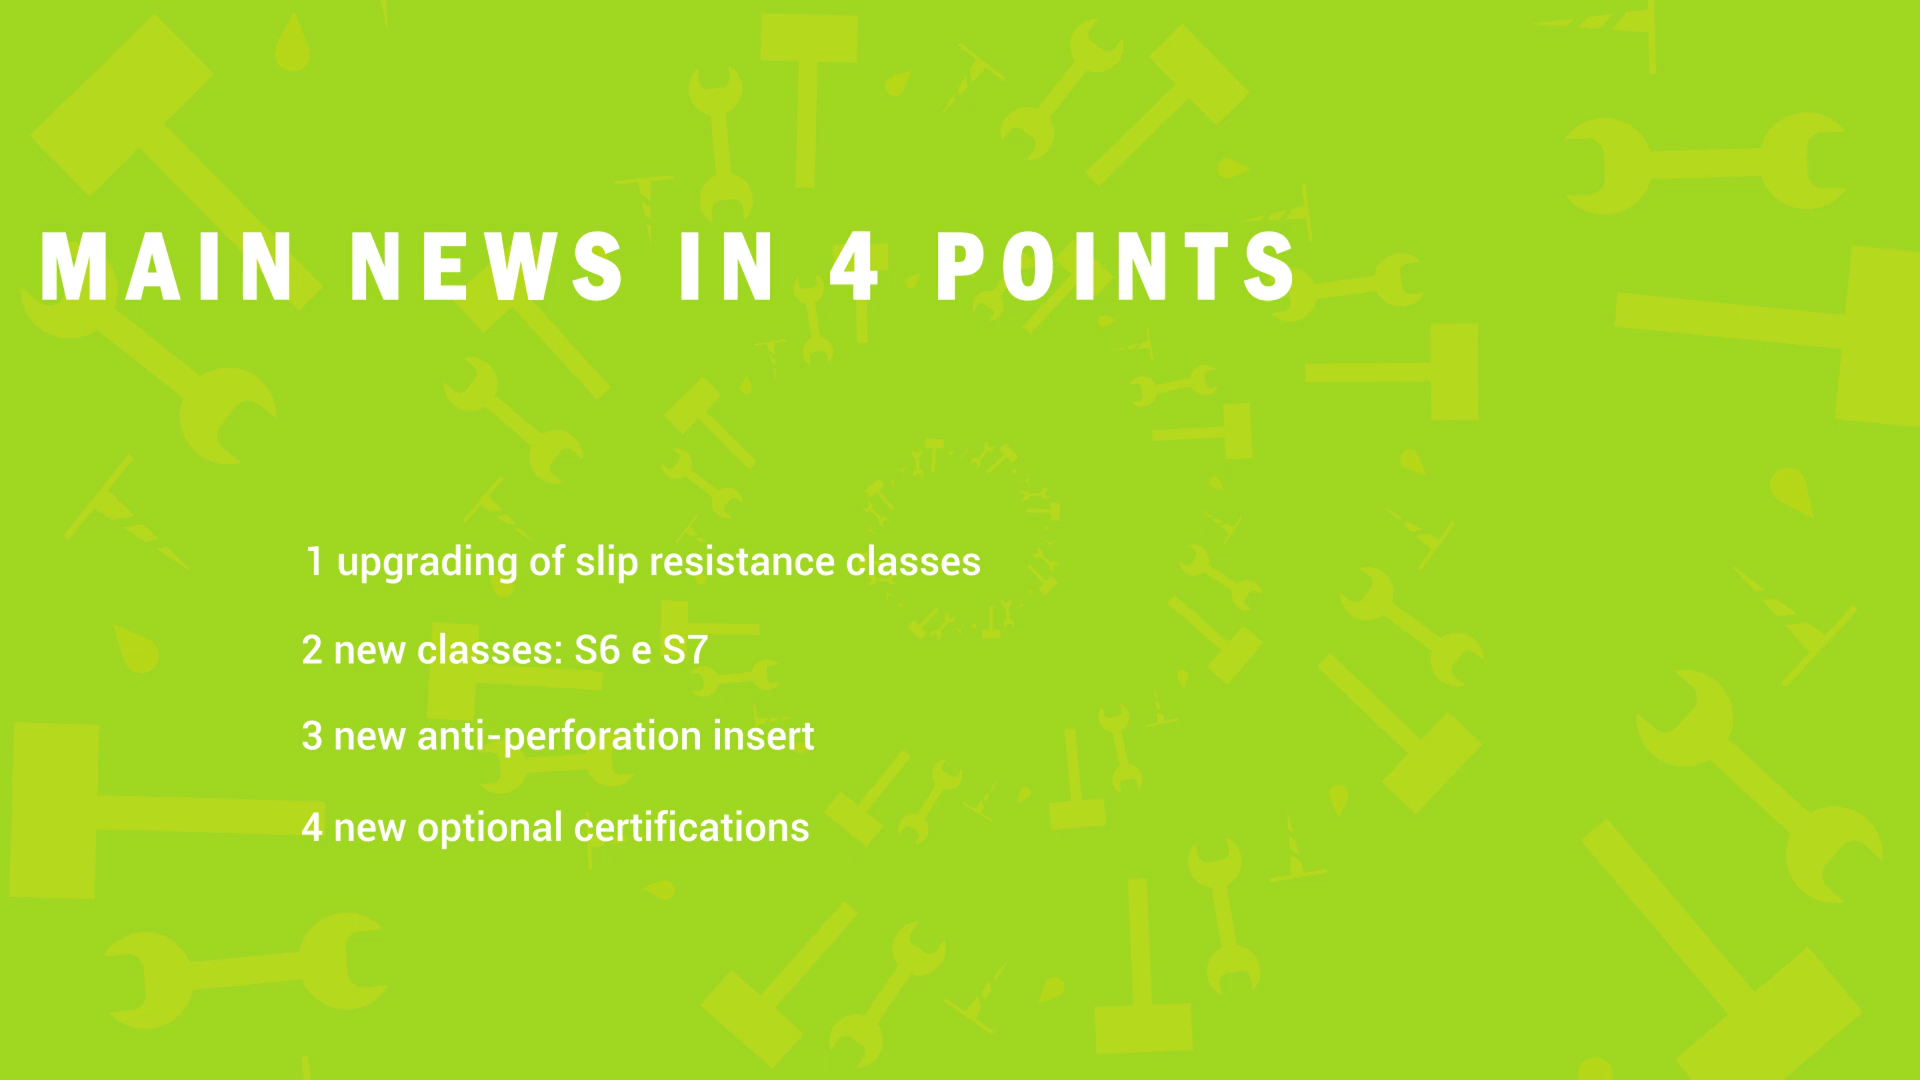 MAIN NEWS IN 4 POINTS
1 upgrading of slip resistance classes
2 new classes: S6 e S7
3 new anti-perforation insert
4 new optional certifications